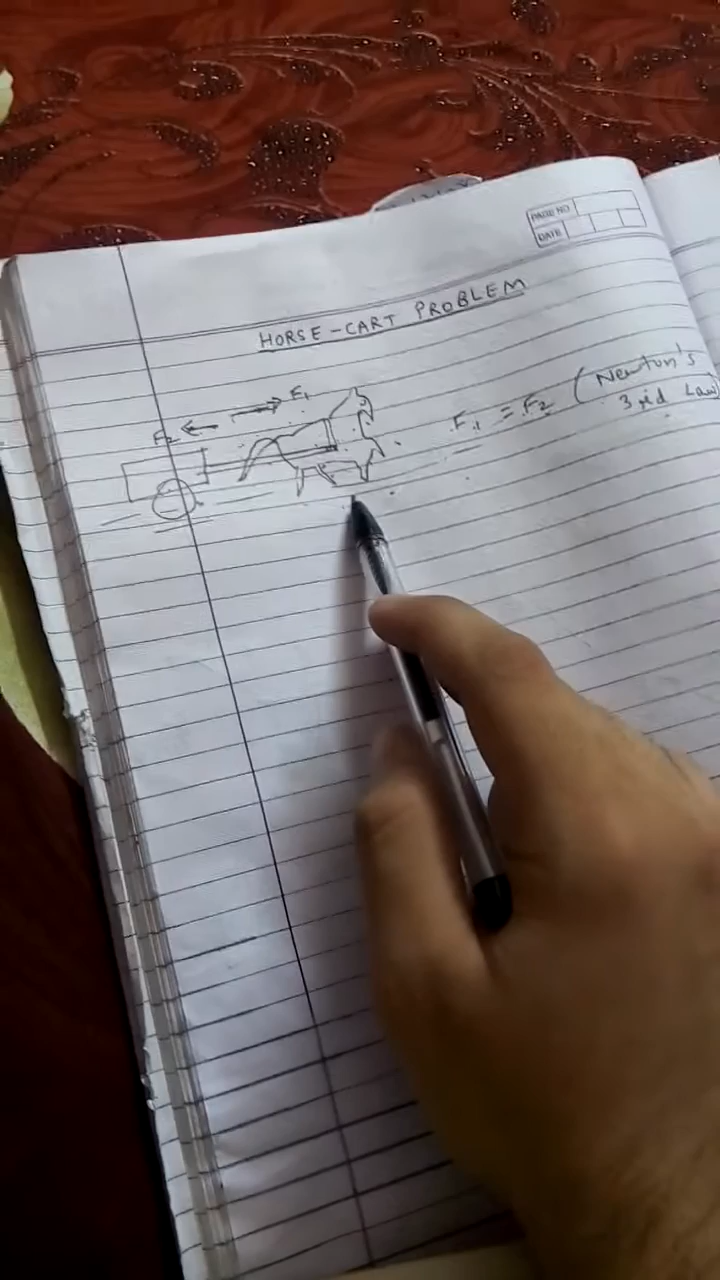 PAGE NO
DATE
HORSE-CART PROBLEM
F1
F2
F1 = F2 (Newton's
3rd Law)